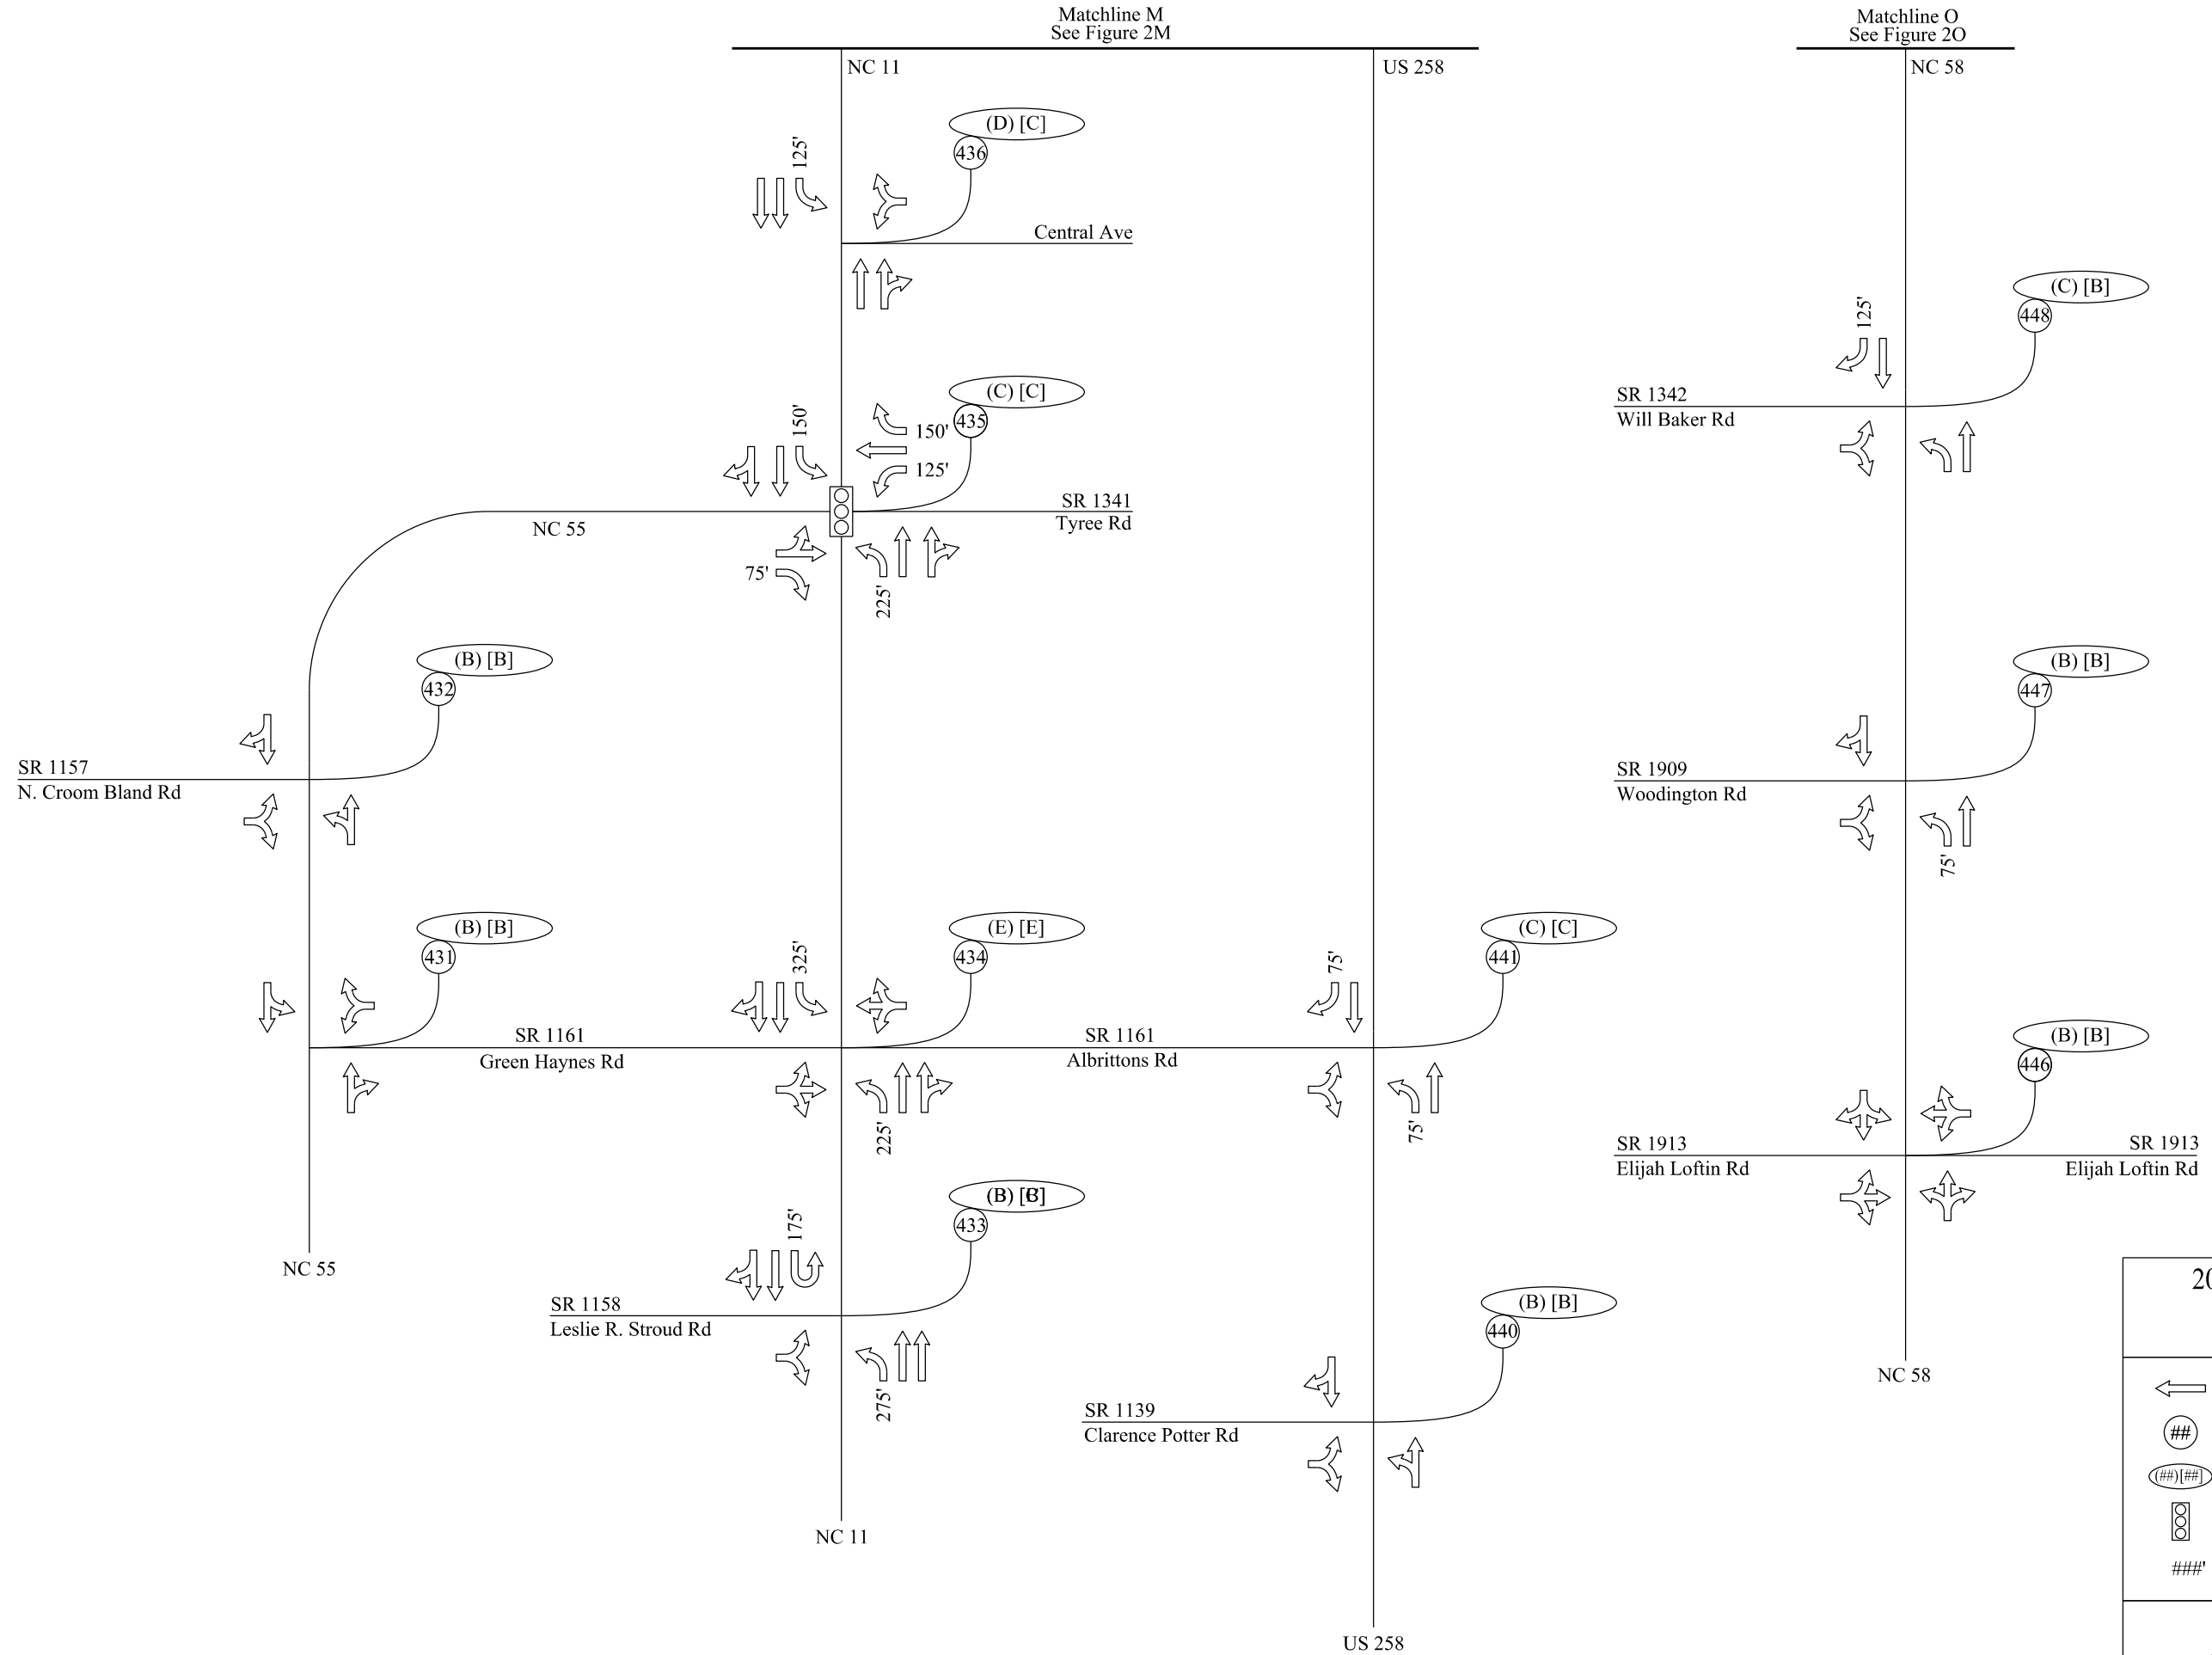 Matchline M
See Figure 2M
Matchline O
See Figure 2O
NC 11
US 258
NC 58
(D) [C]
436
125'
Central Ave
(C) [B]
448
125'
SR 1342
Will Baker Rd
(C) [C]
435
150'
150'
125'
SR 1341
Tyree Rd
NC 55
75'
225'
(B) [B]
432
SR 1157
N. Croom Bland Rd
(B) [B]
447
SR 1909
Woodington Rd
75'
(B) [B]
431
SR 1161
Green Haynes Rd
(E) [E]
434
325'
SR 1161
Albrittons Rd
225'
(C) [C]
441
75'
75'
(B) [B]
446
SR 1913
Elijah Loftin Rd
SR 1913
Elijah Loftin Rd
NC 55
433
175'
SR 1158
Leslie R. Stroud Rd
275'
NC 11
(B) [B]
440
SR 1139
Clarence Potter Rd
US 258
NC 58
##
(##)[##]
###'